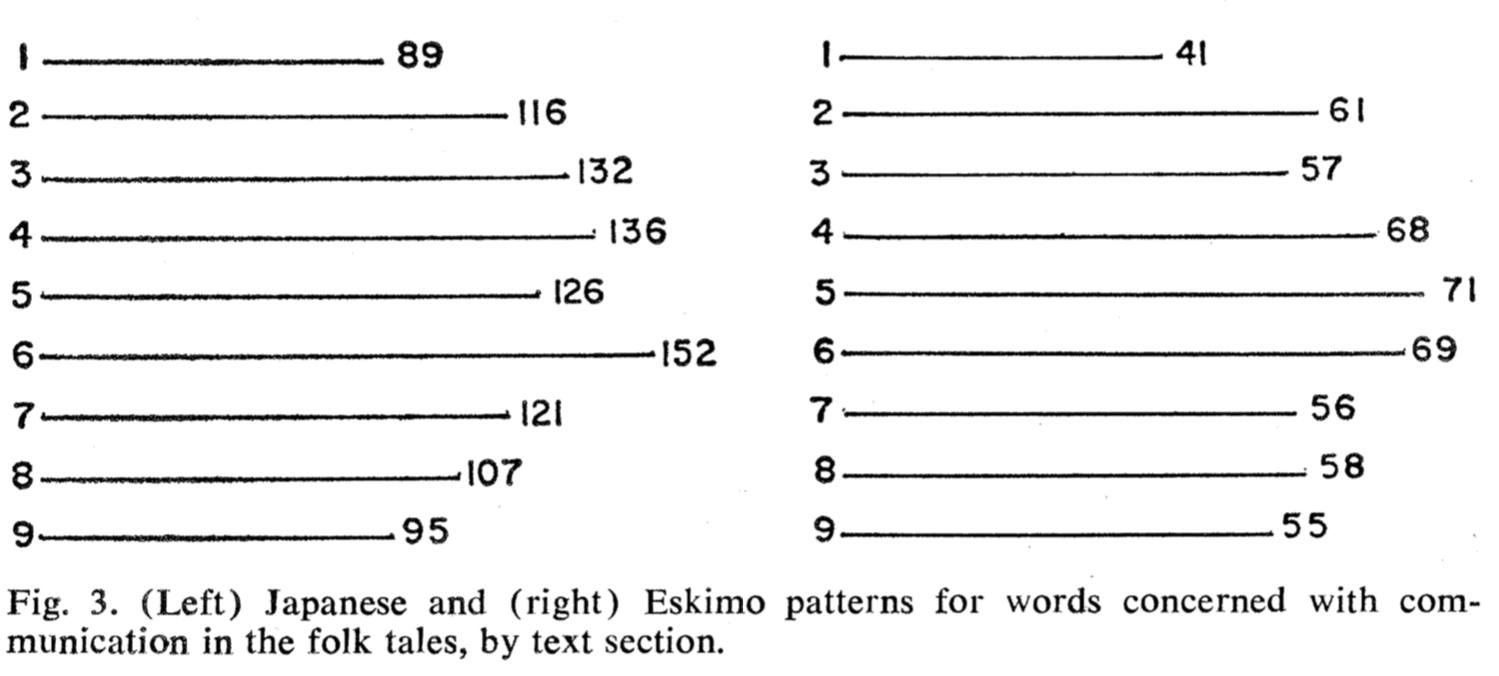 1 89 1 41
2 116 2 61
3 132 3 57
4 136 4 68
5 126 5 71
6 152 6 69
7 121 7 56
8 107 8 58
9 95 9 55
Fig. 3. (Left) Japanese and (right) Eskimo patterns for words concerned with com-
munication in the folk tales, by text section.